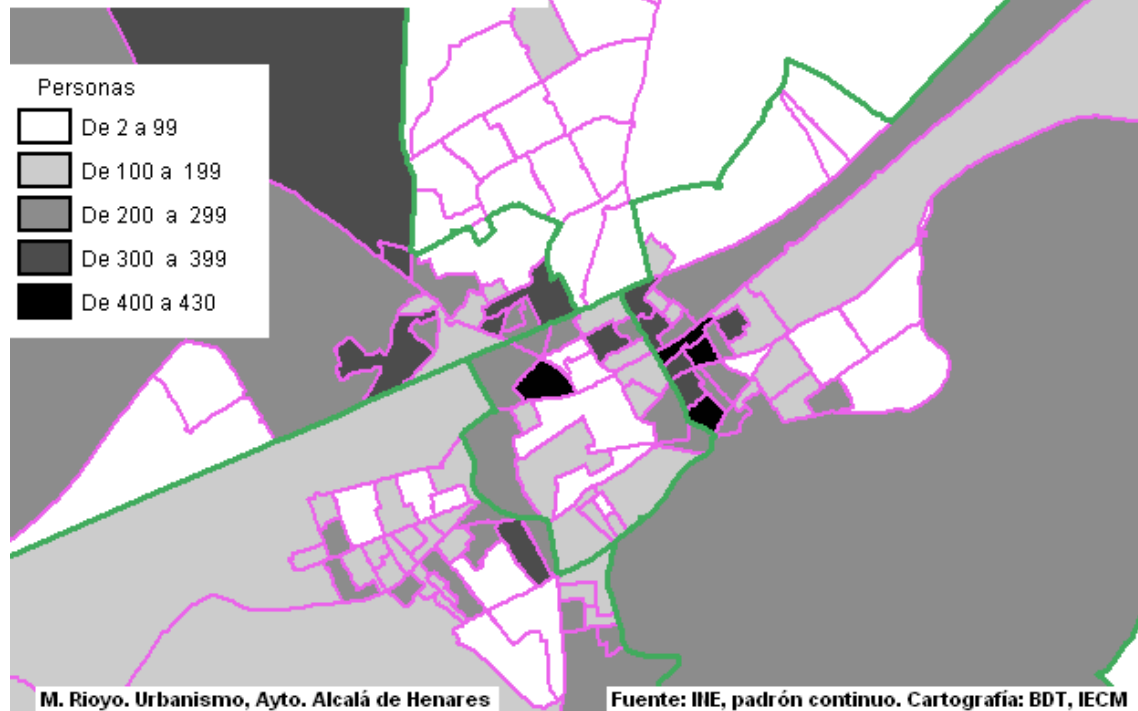 Personas
De 2 a 99
De 100 a 199
De 200 a 299
De 300 a 399
De 400 a 430
M. Rioyo. Urbanismo, Ayto. Alcalá de Henares
Fuente: INE, padrón continuo. Cartografía: BDT, IECM